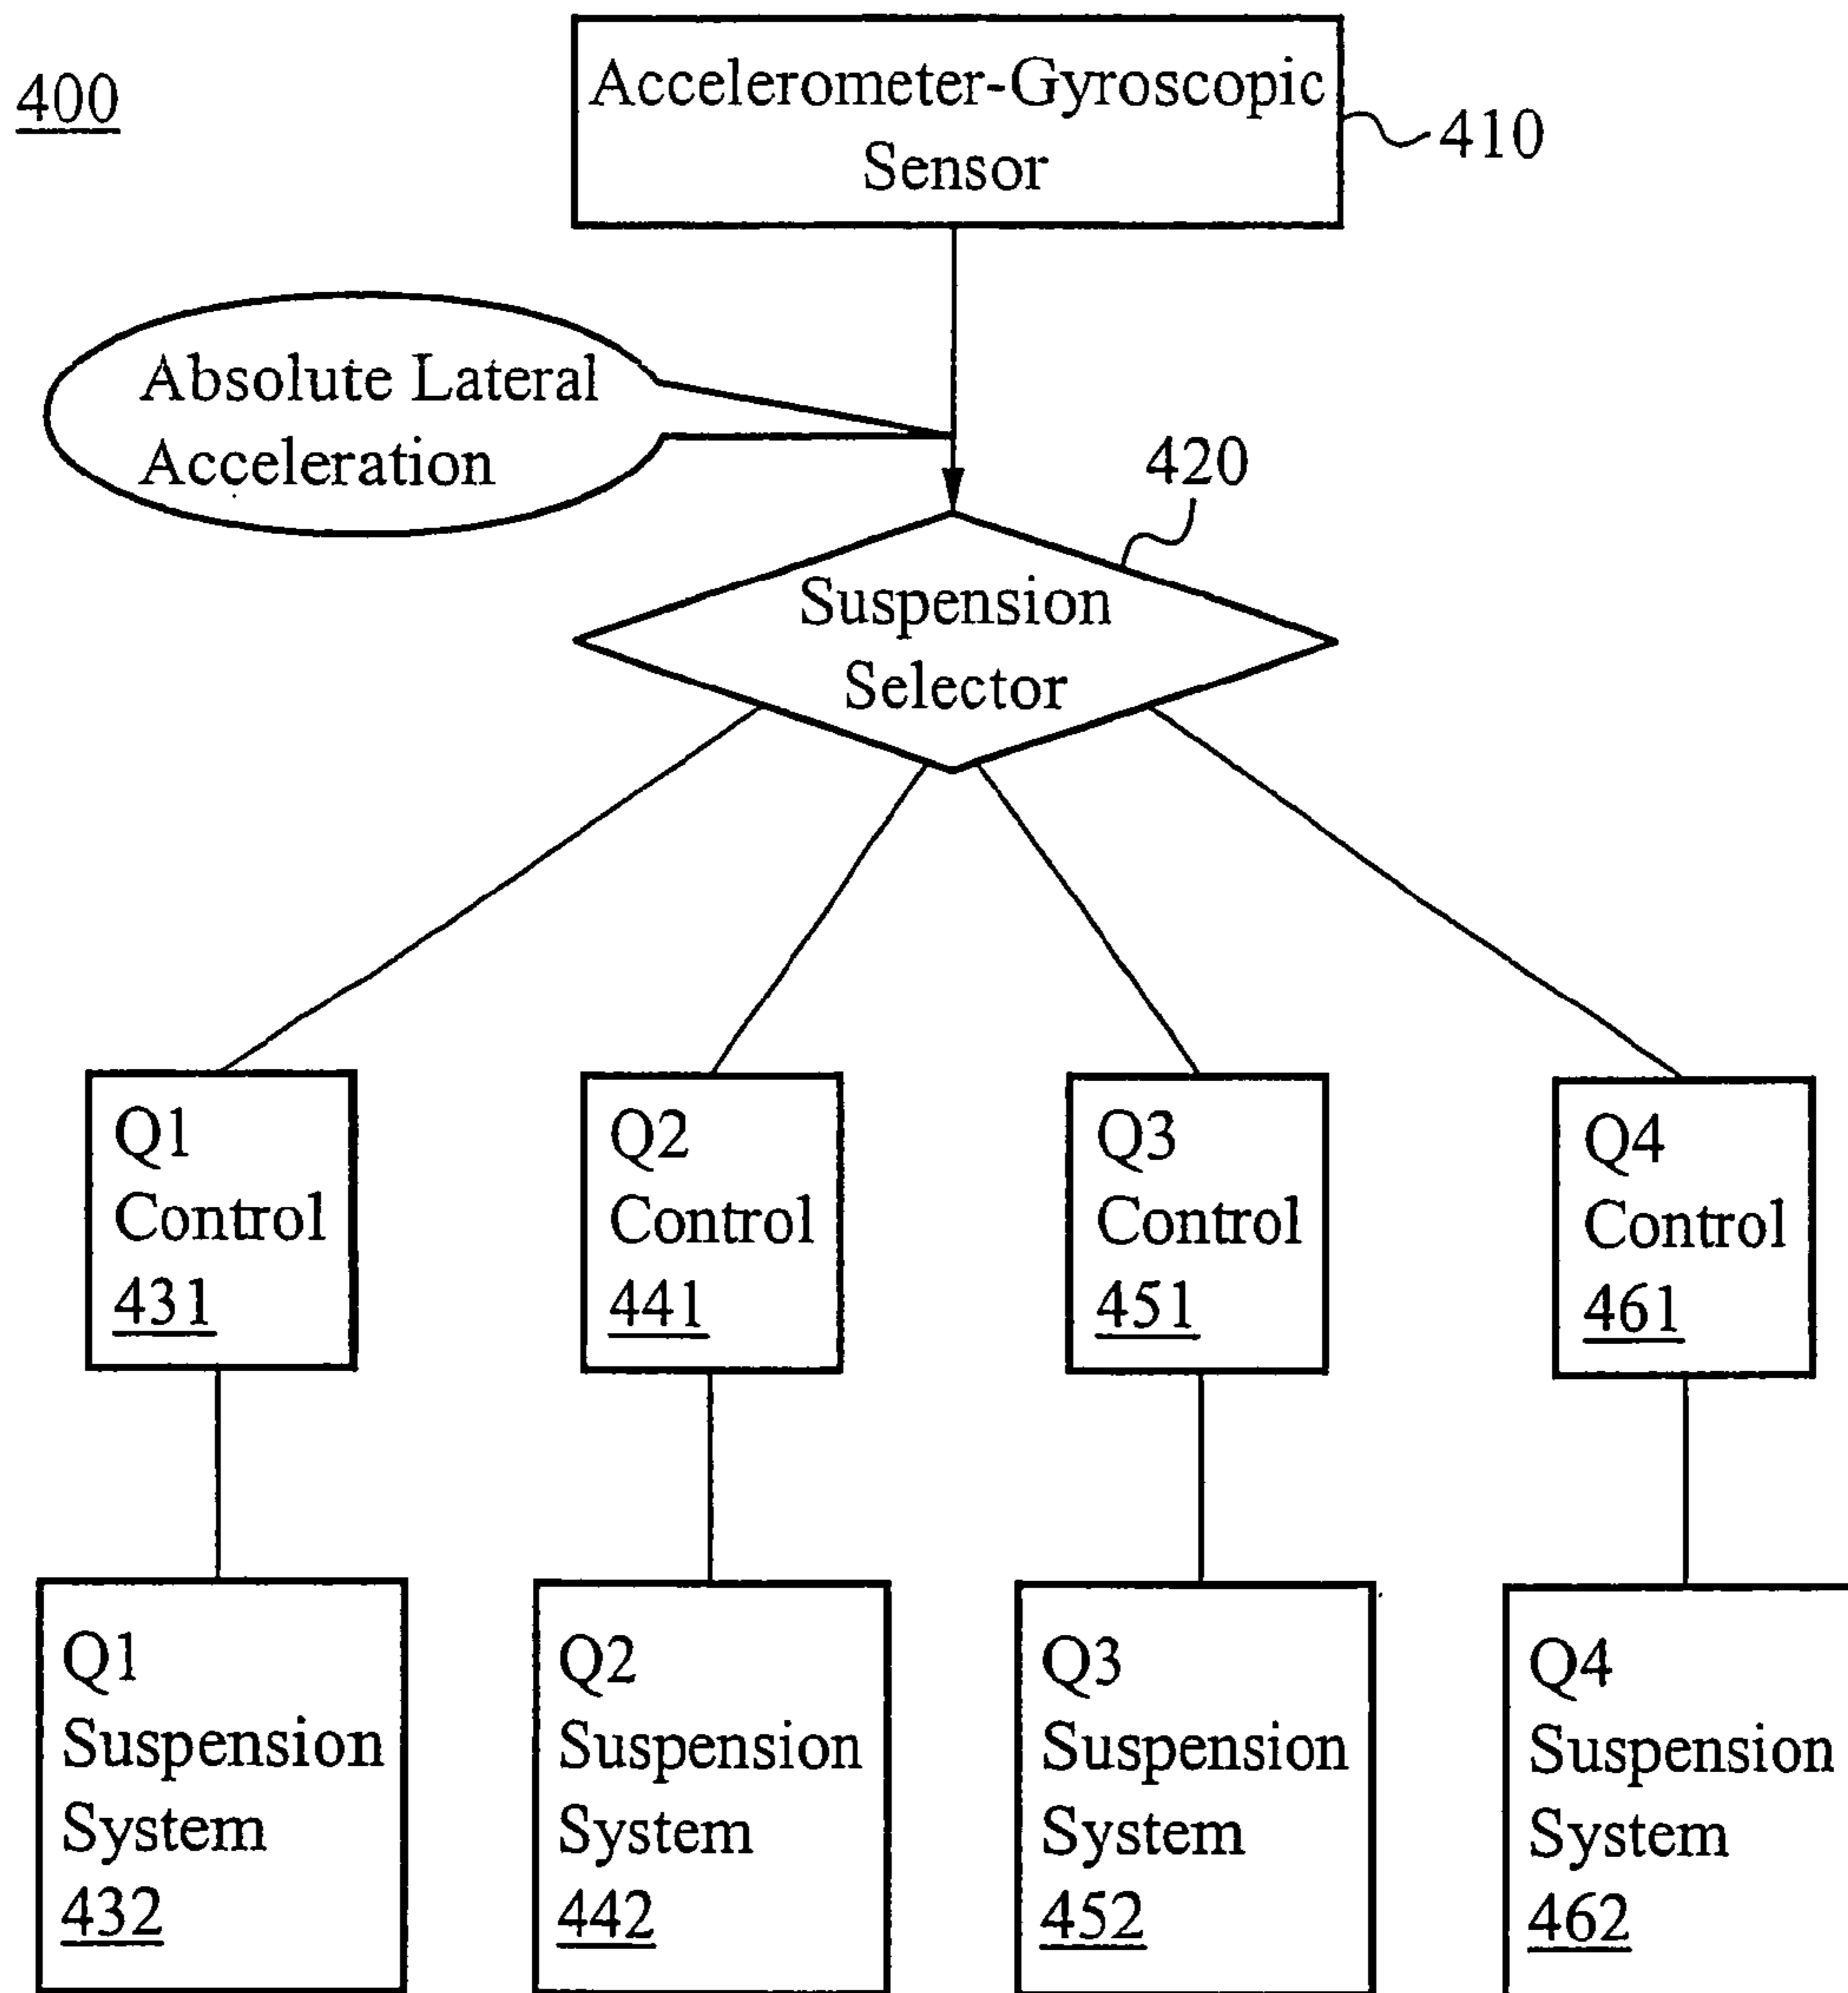 400
Accelerometer-Gyroscopic
Sensor
410
Absolute Lateral
Acceleration
420
Suspension
Selector
Q1
Control
431
Q2
Control
441
Q3
Control
451
Q4
Control
461
Q1
Suspension
System
432
Q2
Suspension
System
442
Q3
Suspension
System
452
Q4
Suspension
System
462